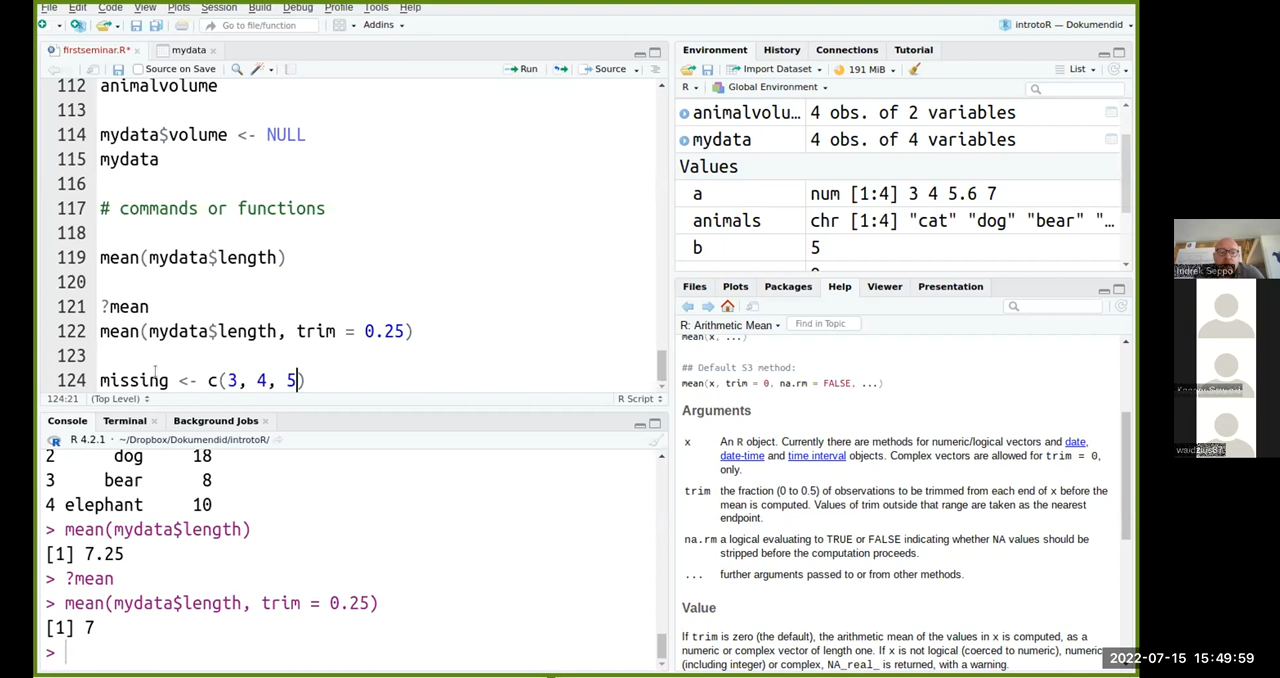 File Edit Code View Plots Session Build Debug Profile Tools Help
Go to file/function Addins introtoR — Dokumendid
firstseminar.R* × mydata ×
Source on Save Run Source
112 animalvolume
113
114 mydata$volume <- NULL
115 mydata
116
117 # commands or functions
118
119 mean(mydata$length)
120
121 ?mean
122 mean(mydata$length, trim = 0.25)
123
124 missing <- c(3, 4, 5)
124:21 (Top Level) R Script
Console Terminal × Background Jobs ×
R 4.2.1 · ~/Dropbox/Dokumendid/introtoR/
2 dog 18
3 bear 8
4 elephant 10
> mean(mydata$length)
[1] 7.25
> ?mean
> mean(mydata$length, trim = 0.25)
[1] 7
>
Environment History Connections Tutorial
Import Dataset 191 MiB List
R Global Environment
animalvolu… 4 obs. of 2 variables
mydata 4 obs. of 4 variables
Values
a num [1:4] 3 4 5.6 7
animals chr [1:4] "cat" "dog" "bear" "…
b 5
Files Plots Packages Help Viewer Presentation
R: Arithmetic Mean Find in Topic
mean(x, ...)
## Default S3 method:
mean(x, trim = 0, na.rm = FALSE, ...)
Arguments
x An R object. Currently there are methods for numeric/logical vectors and date,
date-time and time interval objects. Complex vectors are allowed for trim = 0,
only.
trim the fraction (0 to 0.5) of observations to be trimmed from each end of x before the
mean is computed. Values of trim outside that range are taken as the nearest
endpoint.
na.rm a logical evaluating to TRUE or FALSE indicating whether NA values should be
stripped before the computation proceeds.
... further arguments passed to or from other methods.
Value
If trim is zero (the default), the arithmetic mean of the values in x is computed, as a
numeric or complex vector of length one. If x is not logical (coerced to numeric), numeric
(including integer) or complex, NA_real_ is returned, with a warning.
Indrek Seppo
2022-07-15 15:49:59